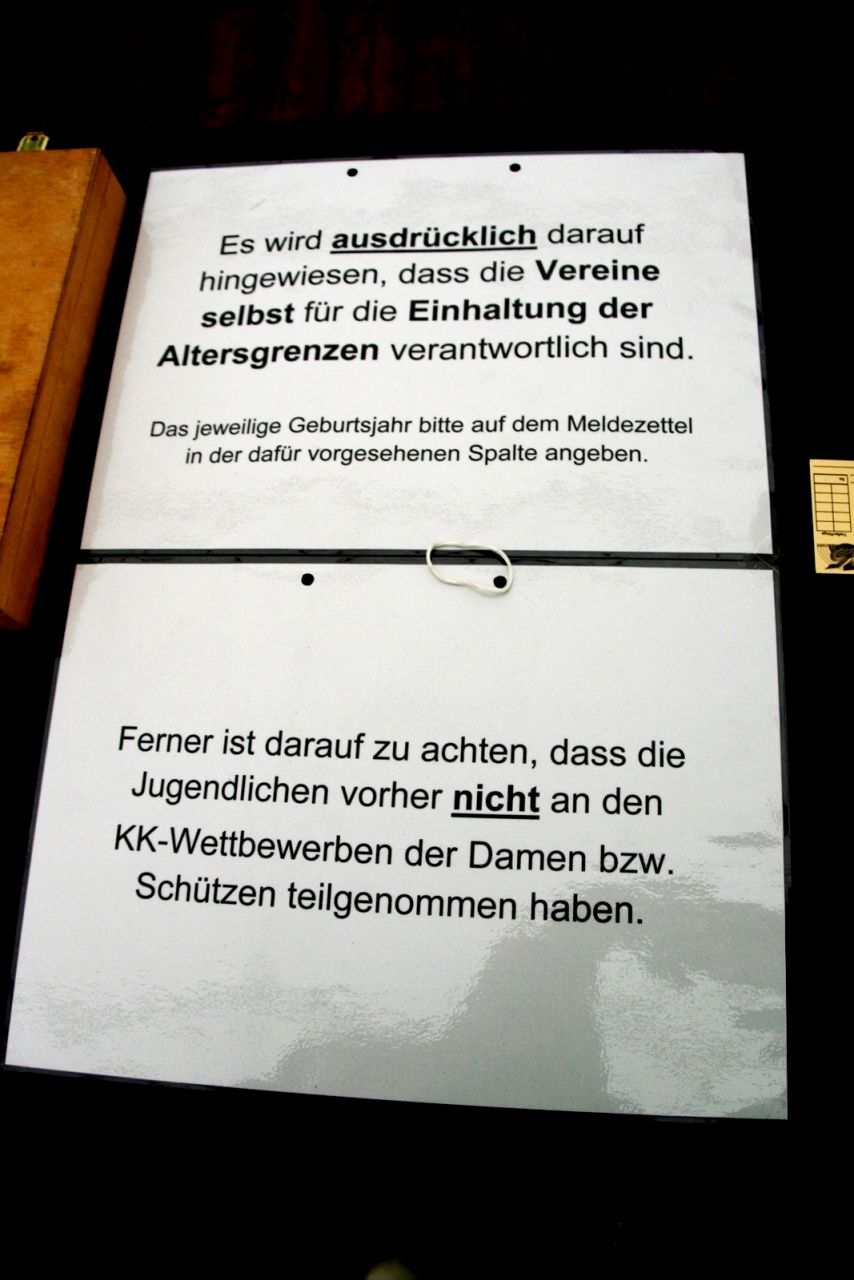 Es wird ausdrücklich darauf
hingewiesen, dass die Vereine
selbst für die Einhaltung der
Altersgrenzen verantwortlich sind.
Das jeweilige Geburtsjahr bitte auf dem Meldezettel
in der dafür vorgesehenen Spalte angeben.
Ferner ist darauf zu achten, dass die
Jugendlichen vorher nicht an den
KK-Wettbewerben der Damen bzw.
Schützen teilgenommen haben.